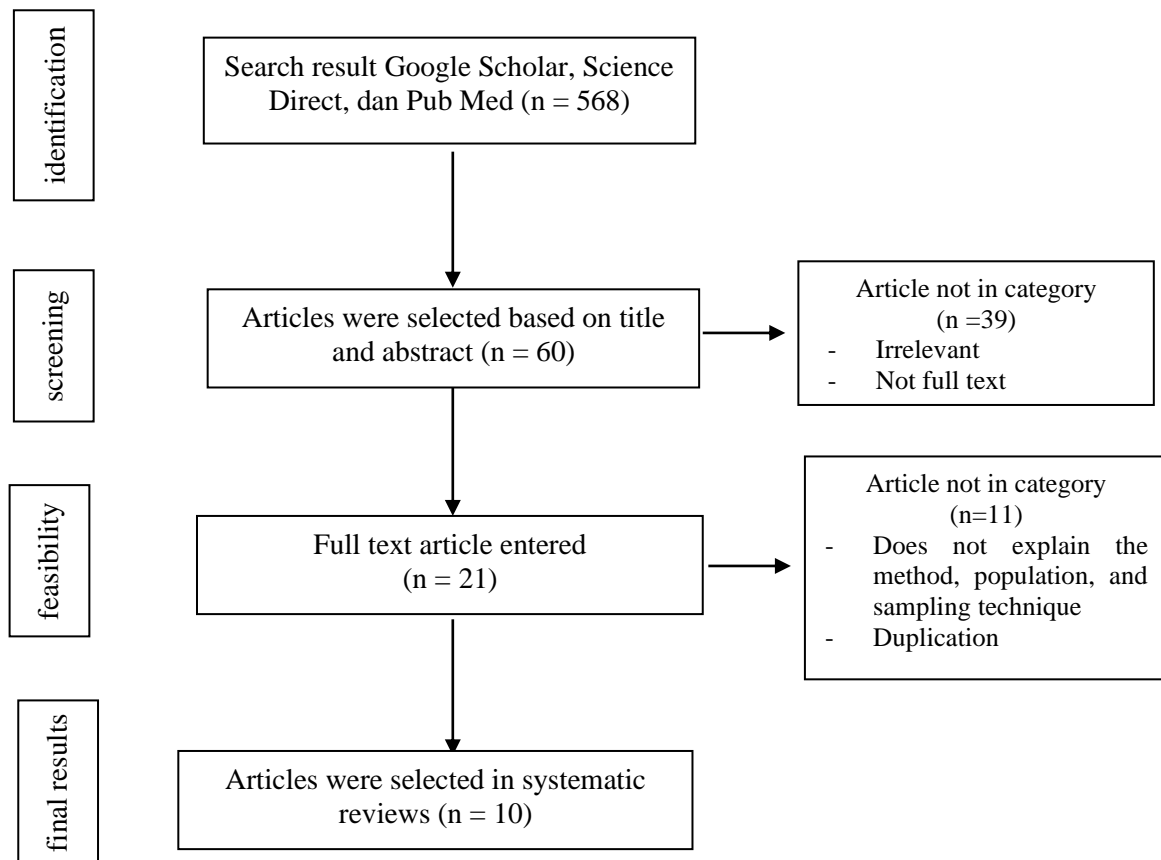 identification
Search result Google Scholar, Science
Direct, dan Pub Med (n = 568)
screening
Articles were selected based on title
and abstract (n = 60)
Article not in category
(n =39)
- Irrelevant
- Not full text
feasibility
Full text article entered
(n = 21)
Article not in category
(n=11)
- Does not explain the
method, population, and
sampling technique
- Duplication
final results
Articles were selected in systematic
reviews (n = 10)